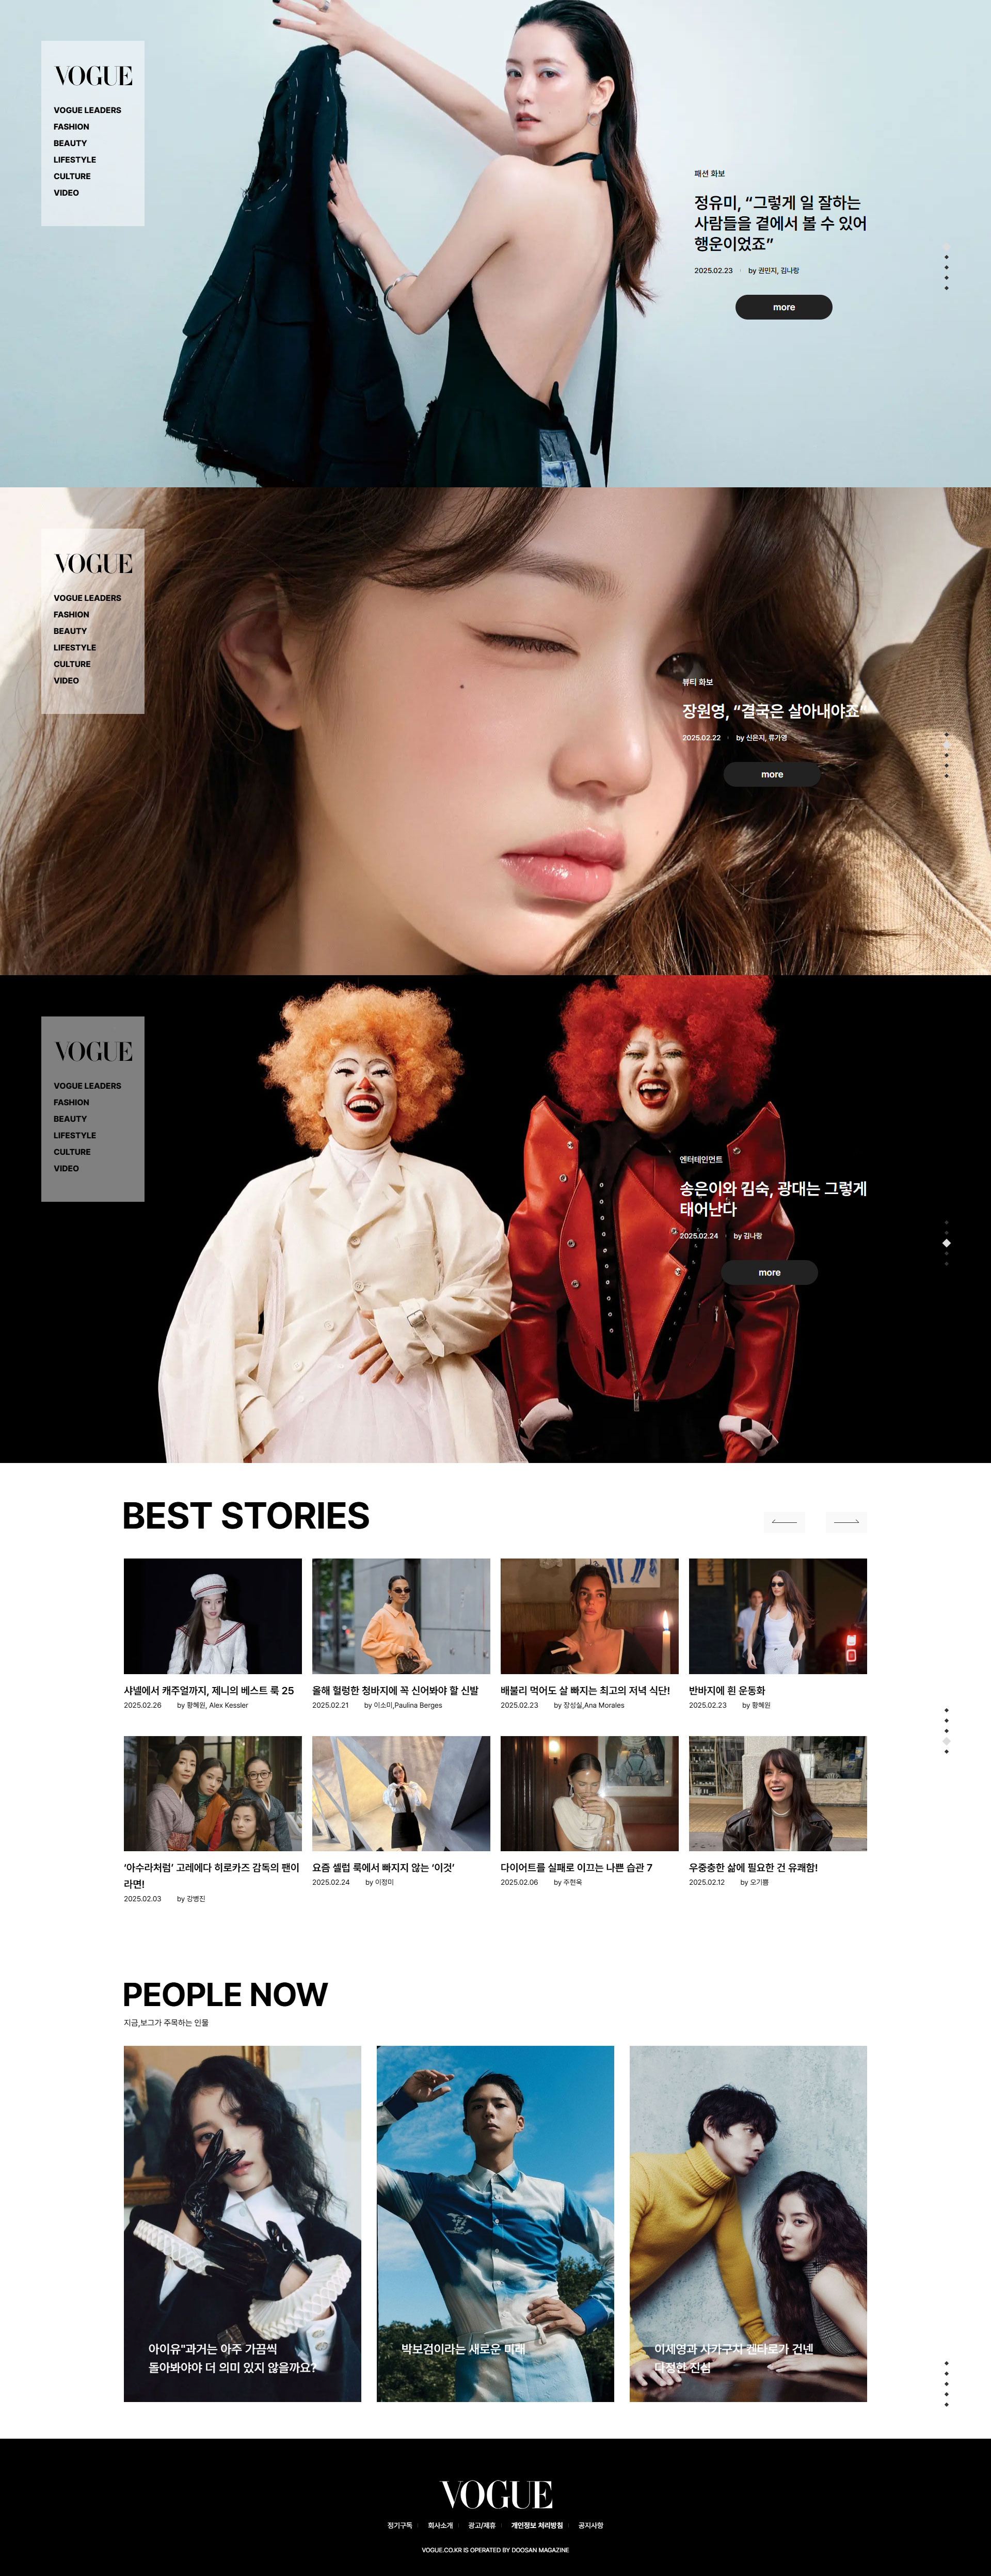 VOGUE
VOGUE LEADERS
FASHION
BEAUTY
LIFESTYLE
CULTURE
VIDEO
패션 화보
정유미, “그렇게 일 잘하는
사람들을 곁에서 볼 수 있어
행운이었죠”
2025.02.23 by 권민지, 김나랑
more
VOGUE
VOGUE LEADERS
FASHION
BEAUTY
LIFESTYLE
CULTURE
VIDEO
뷰티 화보
장원영, “결국은 살아내야죠”
2025.02.22 by 신은지, 류가영
more
VOGUE
VOGUE LEADERS
FASHION
BEAUTY
LIFESTYLE
CULTURE
VIDEO
엔터테인먼트
송은이와 김숙, 광대는 그렇게
태어난다
2025.02.24 by 김나랑
more
BEST STORIES
샤넬에서 캐주얼까지, 제니의 베스트 룩 25
2025.02.26 by 황혜원, Alex Kessler
올해 헐렁한 청바지에 꼭 신어봐야 할 신발
2025.02.21 by 이소미,Paulina Berges
배불리 먹어도 살 빠지는 최고의 저녁 식단!
2025.02.23 by 장성실,Ana Morales
반바지에 흰 운동화
2025.02.23 by 황혜원
‘아수라처럼’ 고레에다 히로카즈 감독의 팬이
라면!
2025.02.03 by 강병진
요즘 셀럽 룩에서 빠지지 않는 ‘이것’
2025.02.24 by 이정미
다이어트를 실패로 이끄는 나쁜 습관 7
2025.02.06 by 주현욱
우중충한 삶에 필요한 건 유쾌함!
2025.02.12 by 오기쁨
PEOPLE NOW
지금,보그가 주목하는 인물
아이유"과거는 아주 가끔씩
돌아봐야야 더 의미 있지 않을까요?
박보검이라는 새로운 미래
이세영과 사카구치 켄타로가 건넨
다정한 진심
VOGUE
정기구독 회사소개 광고/제휴 개인정보 처리방침 공지사항
VOGUE.CO.KR IS OPERATED BY DOOSAN MAGAZINE